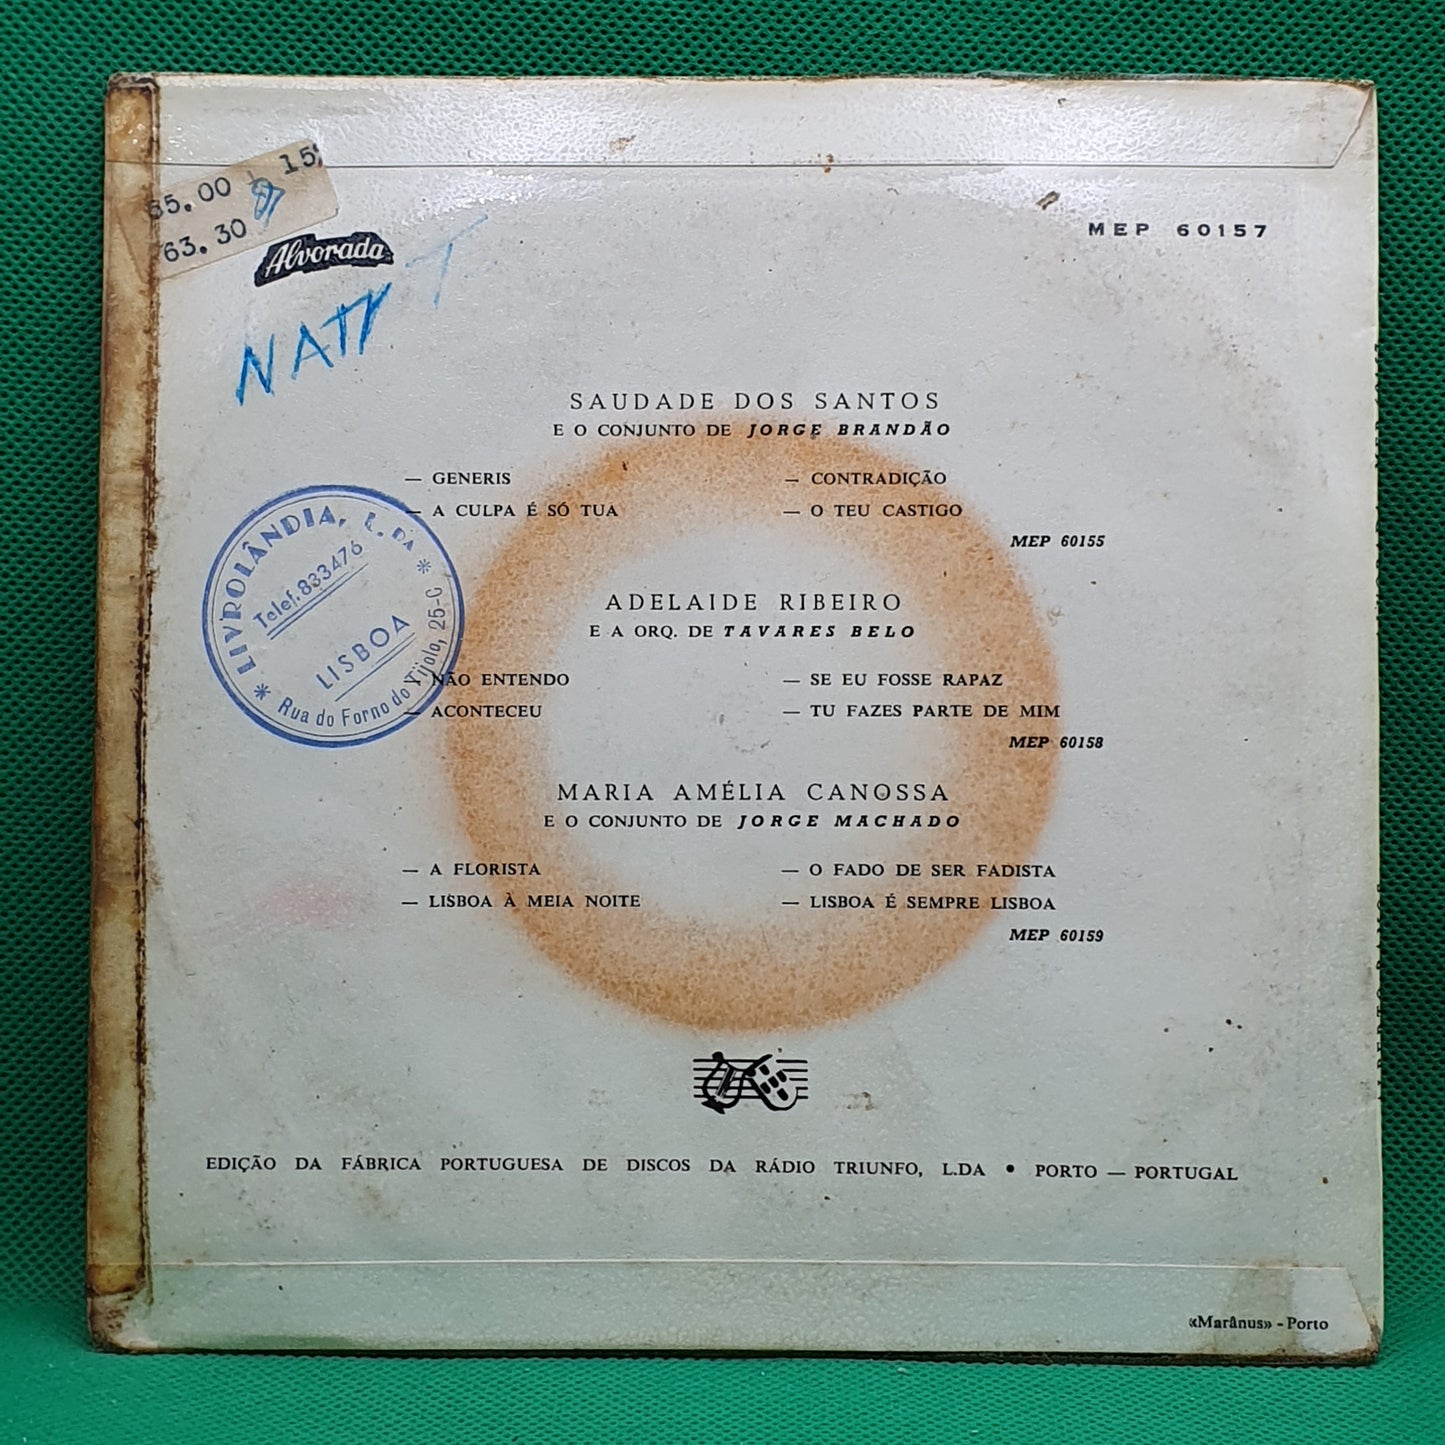 15
63.30
Alvorada
MEP 60157
SAUDADE DOS SANTOS
E O CONJUNTO DE JORGE BRANDÃO
— GENERIS
— A CULPA É SÓ TUA
— CONTRADIÇÃO
— O TEU CASTIGO
MEP 60155
LIVROLÂNDIA, L.DA
Telef. 833476
LISBOA
Rua do Forno do Tijolo, 25-C
ADELAIDE RIBEIRO
E A ORQ. DE TAVARES BELO
— NÃO ENTENDO
— ACONTECEU
— SE EU FOSSE RAPAZ
— TU FAZES PARTE DE MIM
MEP 60158
MARIA AMÉLIA CANOSSA
E O CONJUNTO DE JORGE MACHADO
— A FLORISTA
— LISBOA À MEIA NOITE
— O FADO DE SER FADISTA
— LISBOA É SEMPRE LISBOA
MEP 60159
EDIÇÃO DA FÁBRICA PORTUGUESA DE DISCOS DA RÁDIO TRIUNFO, L.DA • PORTO — PORTUGAL
«Marânus» - Porto